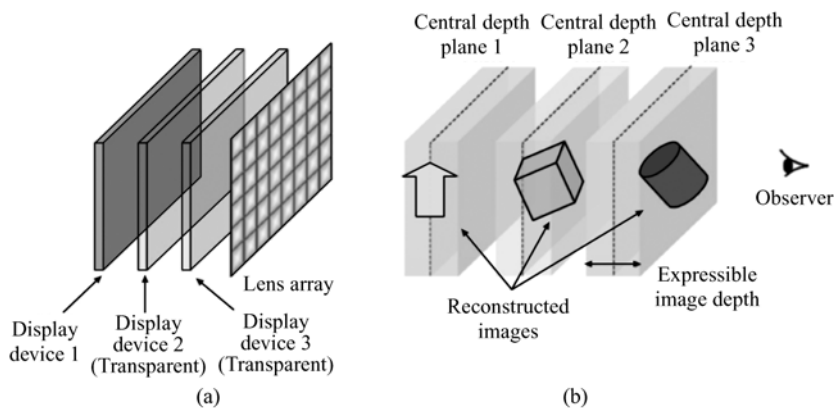 Lens array
Display
device 1
Display
device 2
(Transparent)
Display
device 3
(Transparent)
(a)
Central depth
plane 1
Central depth
plane 2
Central depth
plane 3
Observer
Reconstructed
images
Expressible
image depth
(b)